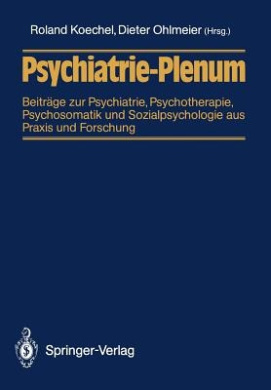 Roland Koechel, Dieter Ohlmeier (Hrsg.)
Psychiatrie-Plenum
Beiträge zur Psychiatrie, Psychotherapie,
Psychosomatik und Sozialpsychologie aus
Praxis und Forschung
Springer-Verlag